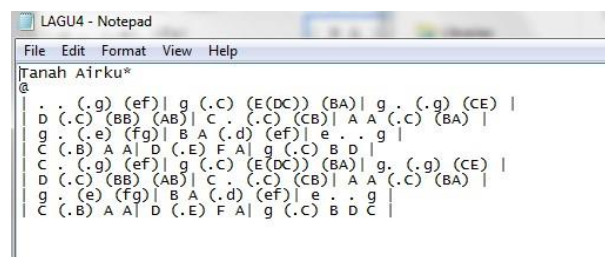 LAGU4 - Notepad
File Edit Format View Help
Tanah Airku*
@
| . . (.g) (ef)| g (.C) (E(DC)) (BA)| g . (.g) (CE) |
| D (.C) (BB) (AB)| C . (.C) (CB)| A A (.C) (BA) |
| g . (.e) (fg)| B A (.d) (ef)| e . . g |
| C (.B) A A| D (.E) F A| g (.C) B D |
| C . (.g) (ef)| g (.C) (E(DC)) (BA)| g. (.g) (CE) |
| D (.C) (BB) (AB)| C . (.C) (CB)| A A (.C) (BA) |
| g . (e) (fg)| B A (.d) (ef)| e . . g |
| C (.B) A A| D (.E) F A| g (.C) B D C |